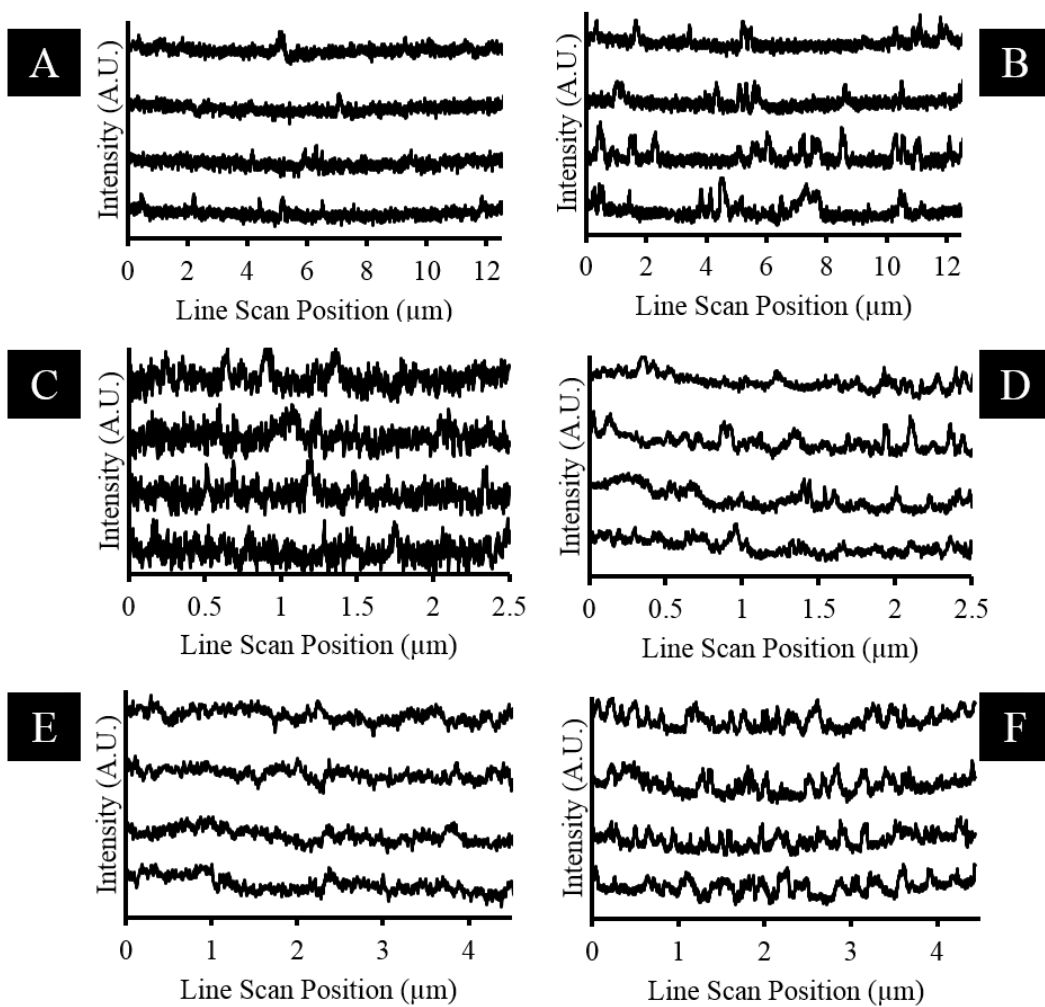 A
Intensity (A.U.)
0 2 4 6 8 10 12
Line Scan Position (µm)
B
Intensity (A.U.)
0 2 4 6 8 10 12
Line Scan Position (µm)
C
Intensity (A.U.)
0 0.5 1 1.5 2 2.5
Line Scan Position (µm)
D
Intensity (A.U.)
0 0.5 1 1.5 2 2.5
Line Scan Position (µm)
E
Intensity (A.U.)
0 1 2 3 4
Line Scan Position (µm)
F
Intensity (A.U.)
0 1 2 3 4
Line Scan Position (µm)